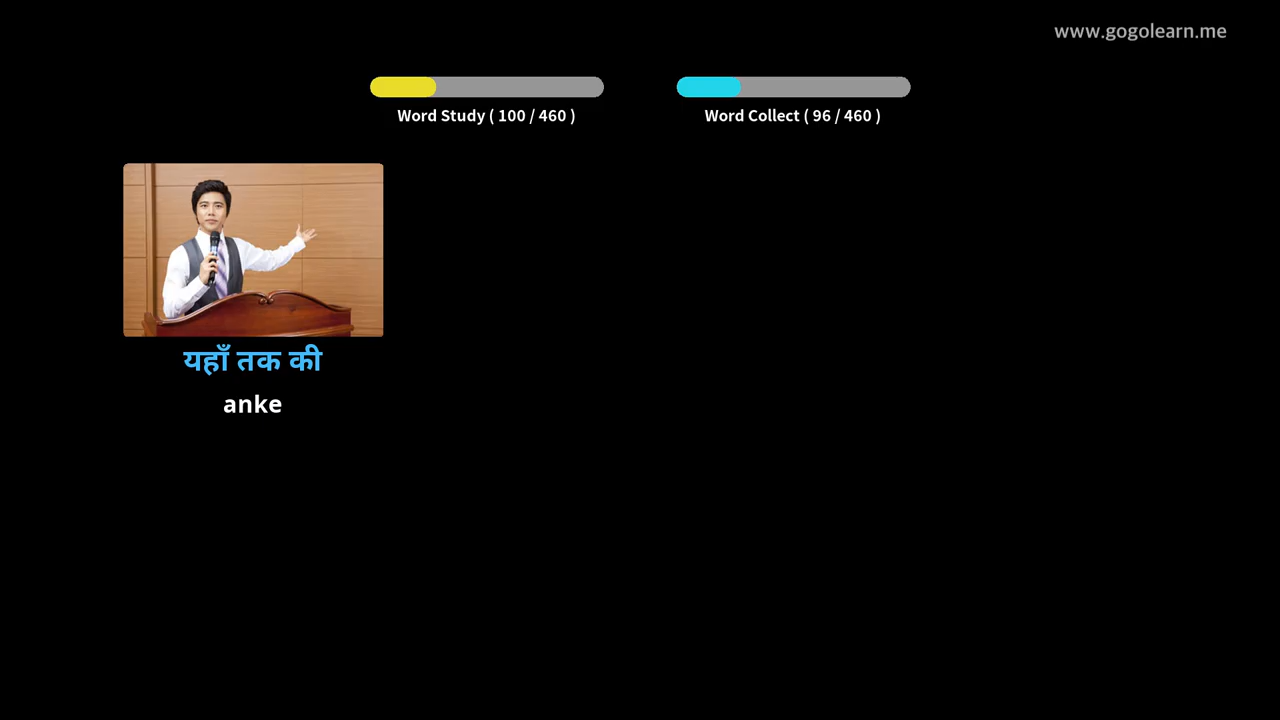 www.gogolearn.me
Word Study ( 100 / 460 )
Word Collect ( 96 / 460 )
यहाँ तक की
anke